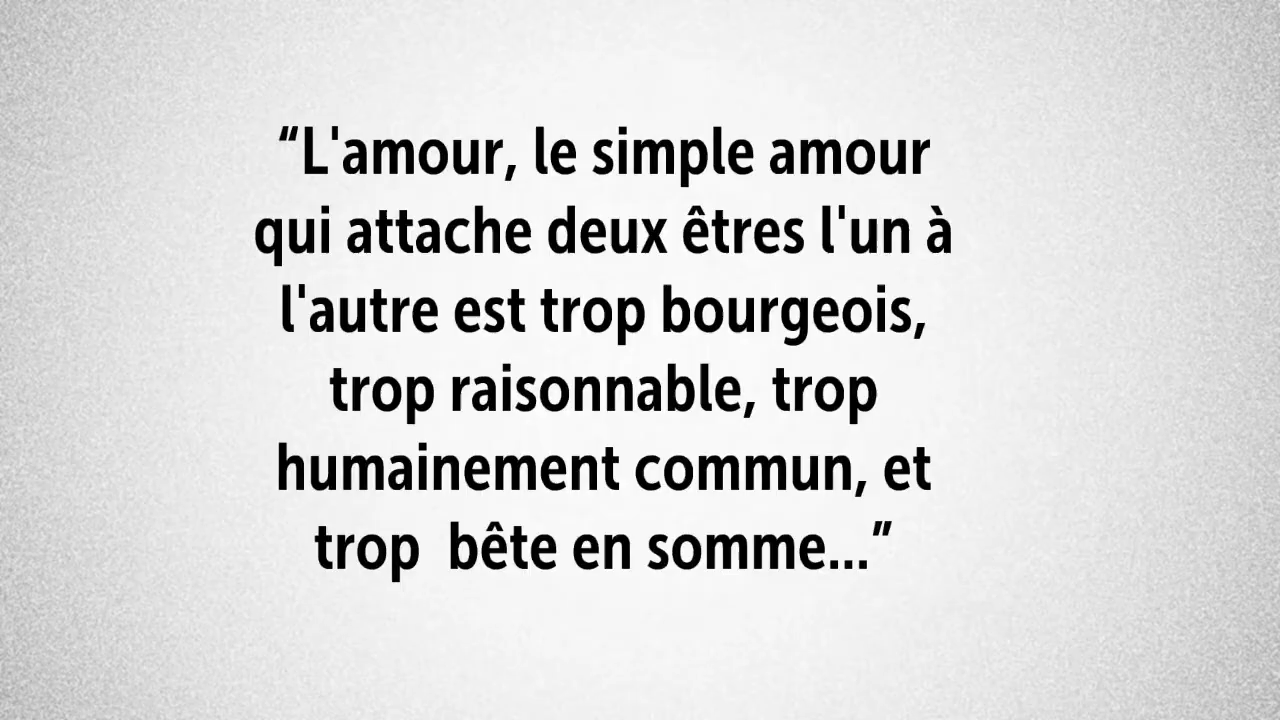 “L'amour, le simple amour
qui attache deux êtres l'un à
l'autre est trop bourgeois,
trop raisonnable, trop
humainement commun, et
trop  bête en somme...”